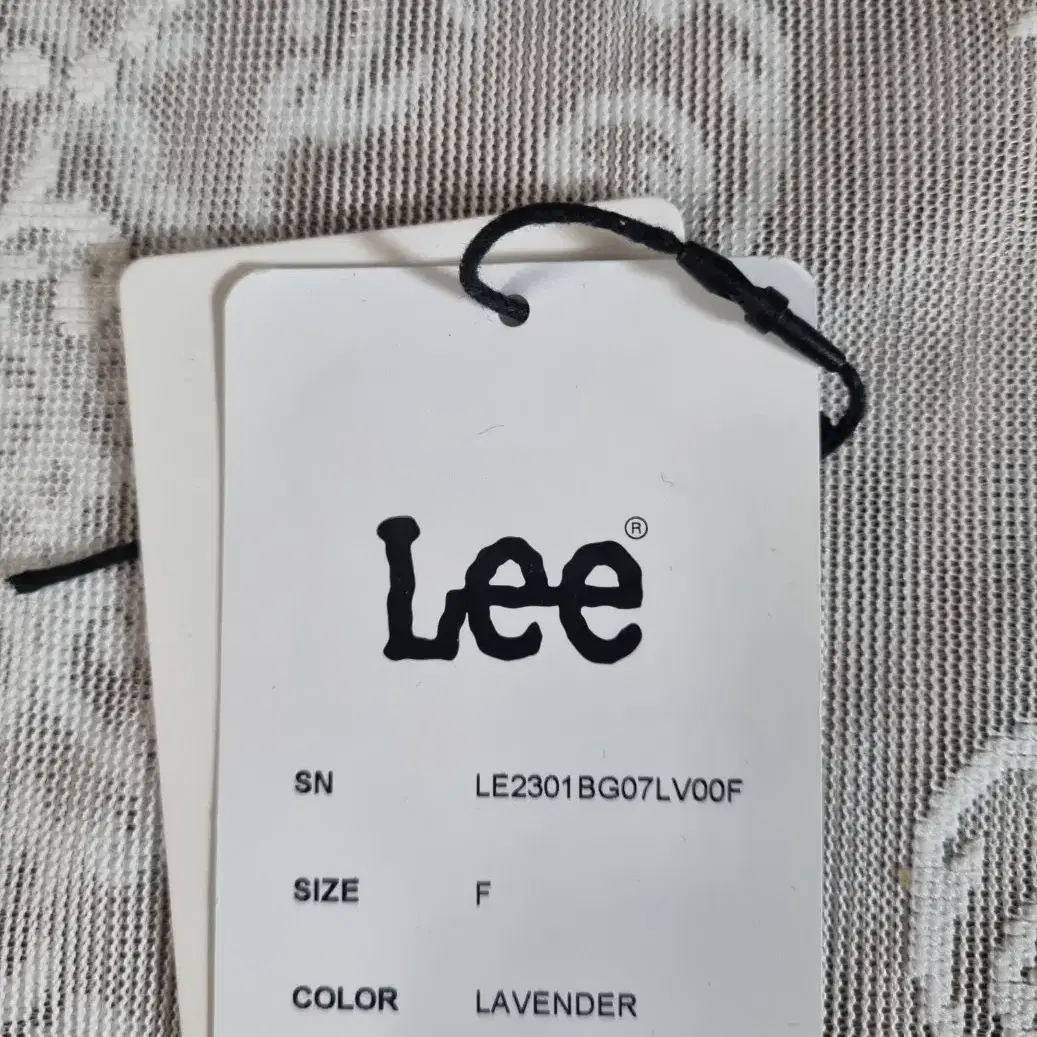 Lee®
SN LE2301BG07LV00F
SIZE F
COLOR LAVENDER